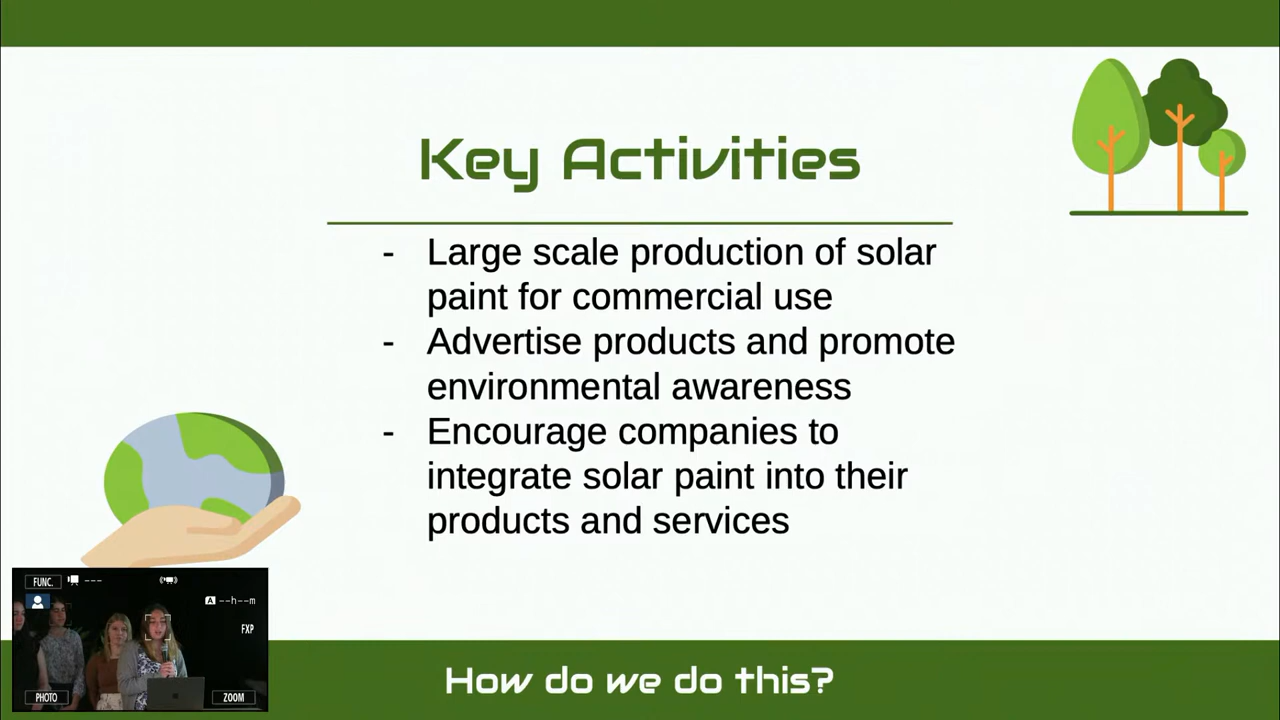 Key Activities
- Large scale production of solar
paint for commercial use
- Advertise products and promote
environmental awareness
- Encourage companies to
integrate solar paint into their
products and services
FUNC.
---
A --h--m
FXP
PHOTO
ZOOM
How do we do this?